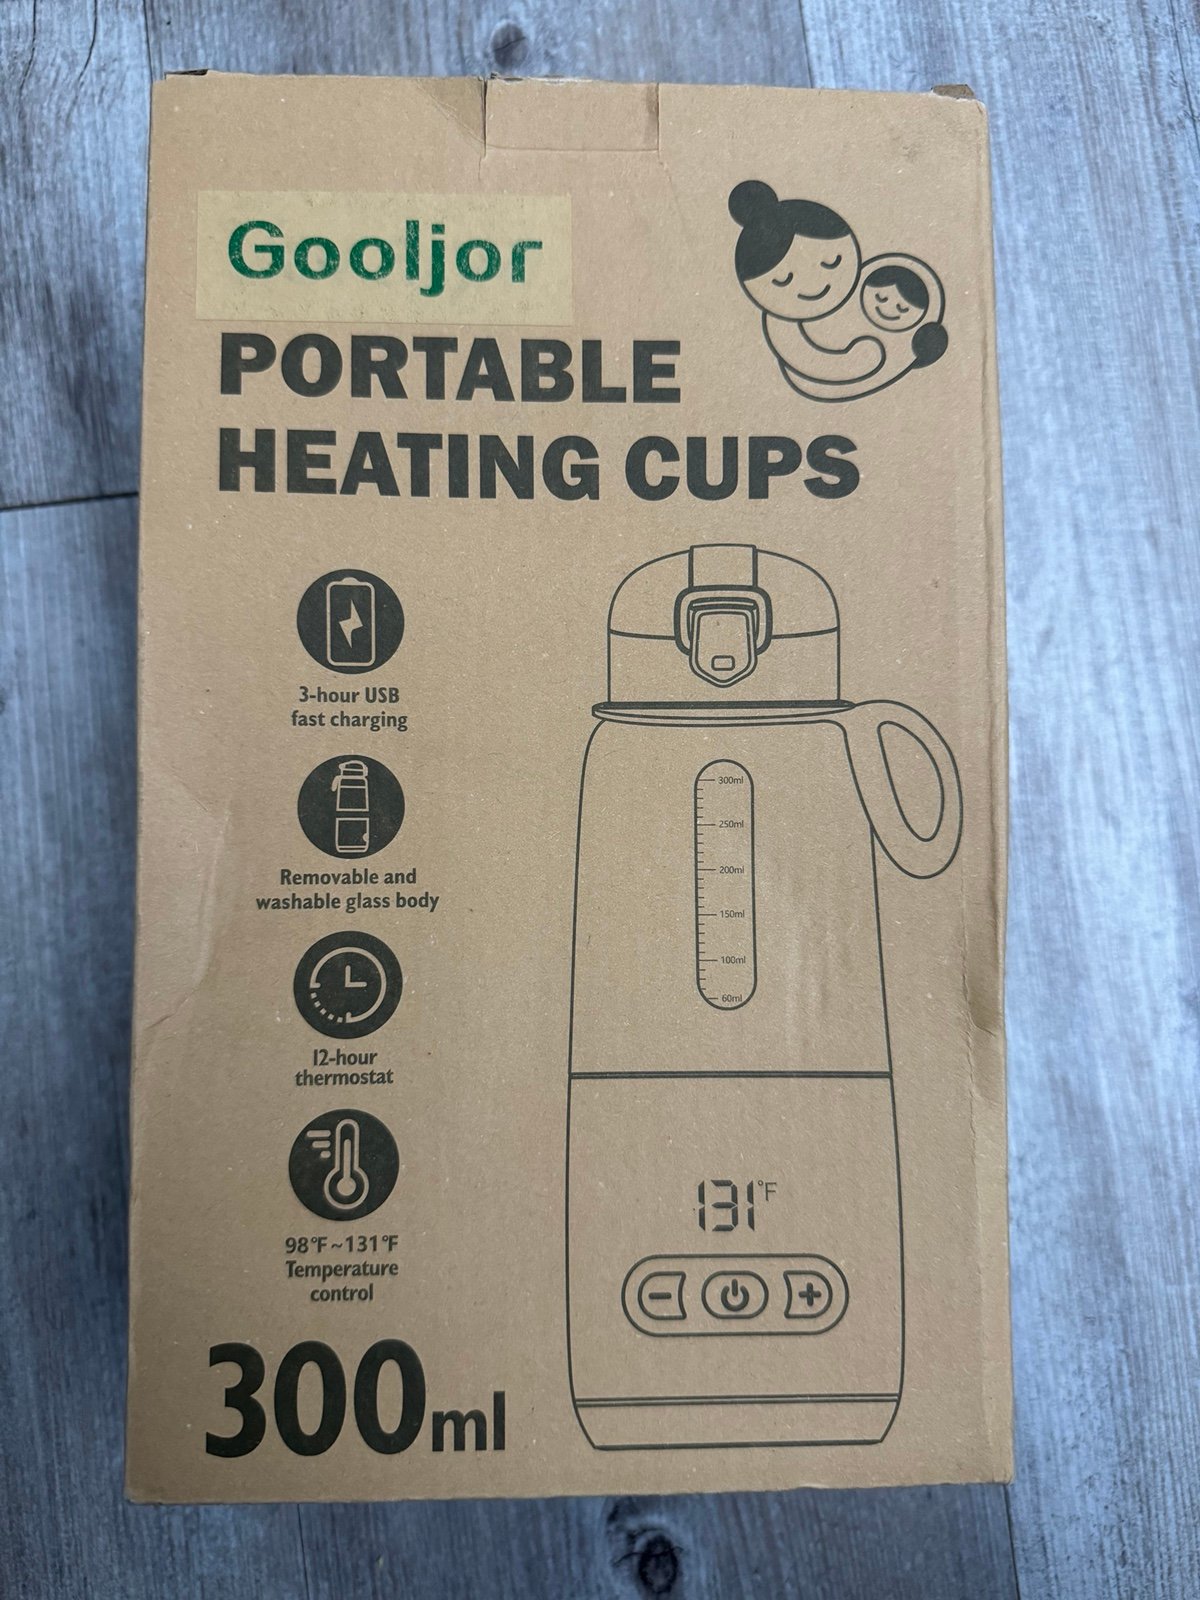 Gooljor
PORTABLE
HEATING CUPS
3-hour USB
fast charging
Removable and
washable glass body
12-hour
thermostat
98°F~131°F
Temperature
control
300ml
300ml
250ml
200ml
150ml
100ml
60ml
131°F